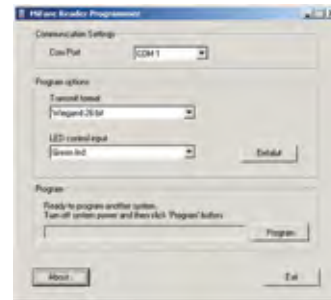 MiFare Reader Programmer
Communication Settings
Com Port
COM 1
Program options
Transmit format
Wiegand 26 bit
LED control input
Green led
Default
Program
Ready to program another system.
Turn off system power and then click 'Program' button.
Program
About...
Exit